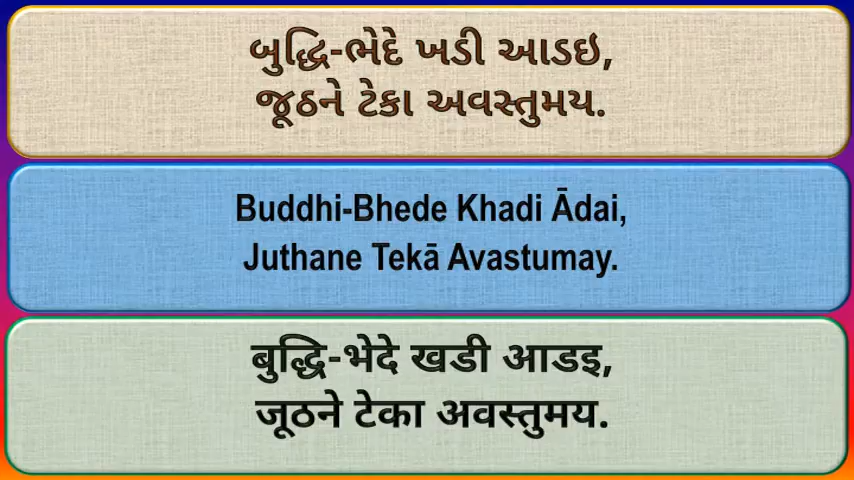 બુદ્ધિ-ભેદે ખડી આડઇ,
જૂઠને ટેકા અવસ્તુમય.
Buddhi-Bhede Khadi Ādai,
Juthane Tekā Avastumay.
बुद्धि-भेदे खडी आडइ,
जूठने टेका अवस्तुमय.